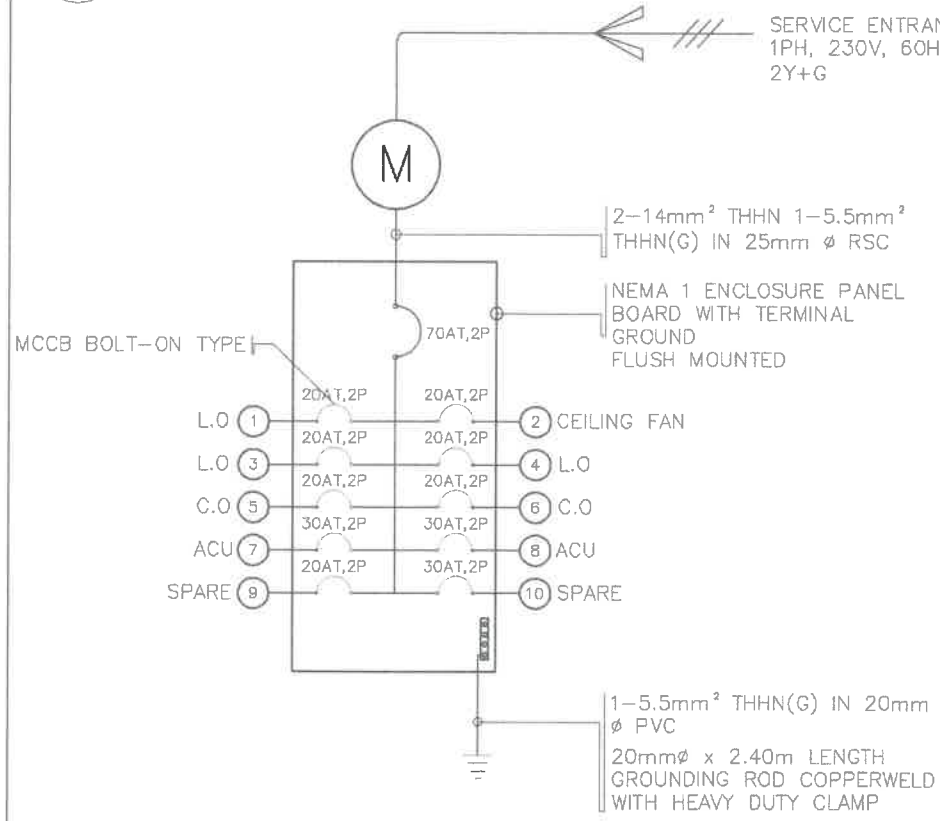 SERVICE ENTRAN
1PH, 230V, 60H
2Y+G
M
2-14mm² THHN 1-5.5mm²
THHN(G) IN 25mm ⌀ RSC
NEMA 1 ENCLOSURE PANEL
BOARD WITH TERMINAL
GROUND
FLUSH MOUNTED
70AT,2P
MCCB BOLT-ON TYPE
20AT,2P 20AT,2P
L.O 1 2 CEILING FAN
20AT,2P 20AT,2P
L.O 3 4 L.O
20AT,2P 20AT,2P
C.O 5 6 C.O
30AT,2P 30AT,2P
ACU 7 8 ACU
20AT,2P 30AT,2P
SPARE 9 10 SPARE
1-5.5mm² THHN(G) IN 20mm
⌀ PVC
20mm⌀ x 2.40m LENGTH
GROUNDING ROD COPPERWELD
WITH HEAVY DUTY CLAMP